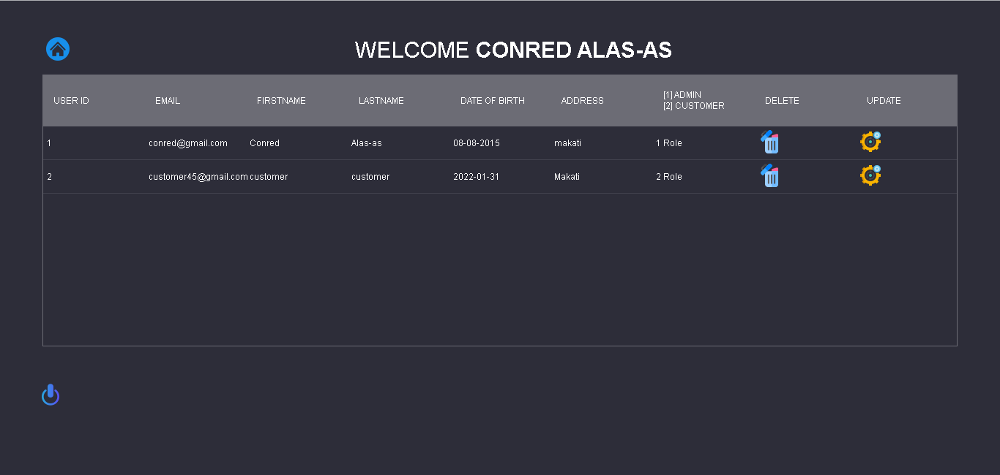 WELCOME CONRED ALAS-AS
USER ID EMAIL FIRSTNAME LASTNAME DATE OF BIRTH ADDRESS [1] ADMIN [2] CUSTOMER DELETE UPDATE
1 conred@gmail.com Conred Alas-as 08-08-2015 makati 1 Role
2 customer45@gmail.com customer customer 2022-01-31 Makati 2 Role